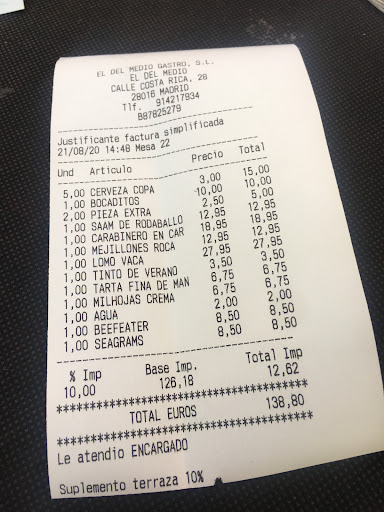 EL DEL MEDIO GASTRO, S.L.
EL DEL MEDIO
CALLE COSTA RICA, 28
28016 MADRID
Tlf. 914217934
B87825279
Justificante factura simplificada
21/08/20 14:48 Mesa 22
Und Articulo Precio Total
5,00 CERVEZA COPA 3,00 15,00
1,00 BOCADITOS 10,00 10,00
2,00 PIEZA EXTRA 2,50 5,00
1,00 SAAM DE RODABALLO 12,95 12,95
1,00 CARABINERO EN CAR 18,95 18,95
1,00 MEJILLONES ROCA 12,95 12,95
1,00 LOMO VACA 27,95 27,95
1,00 TINTO DE VERANO 3,50 3,50
1,00 TARTA FINA DE MAN 6,75 6,75
1,00 MILHOJAS CREMA 6,75 6,75
1,00 AGUA 2,00 2,00
1,00 BEEFEATER 8,50 8,50
1,00 SEAGRAMS 8,50 8,50
% Imp Base Imp. Total Imp
10,00 126,18 12,62
TOTAL EUROS 138,80
Le atendio ENCARGADO
Suplemento terraza 10%